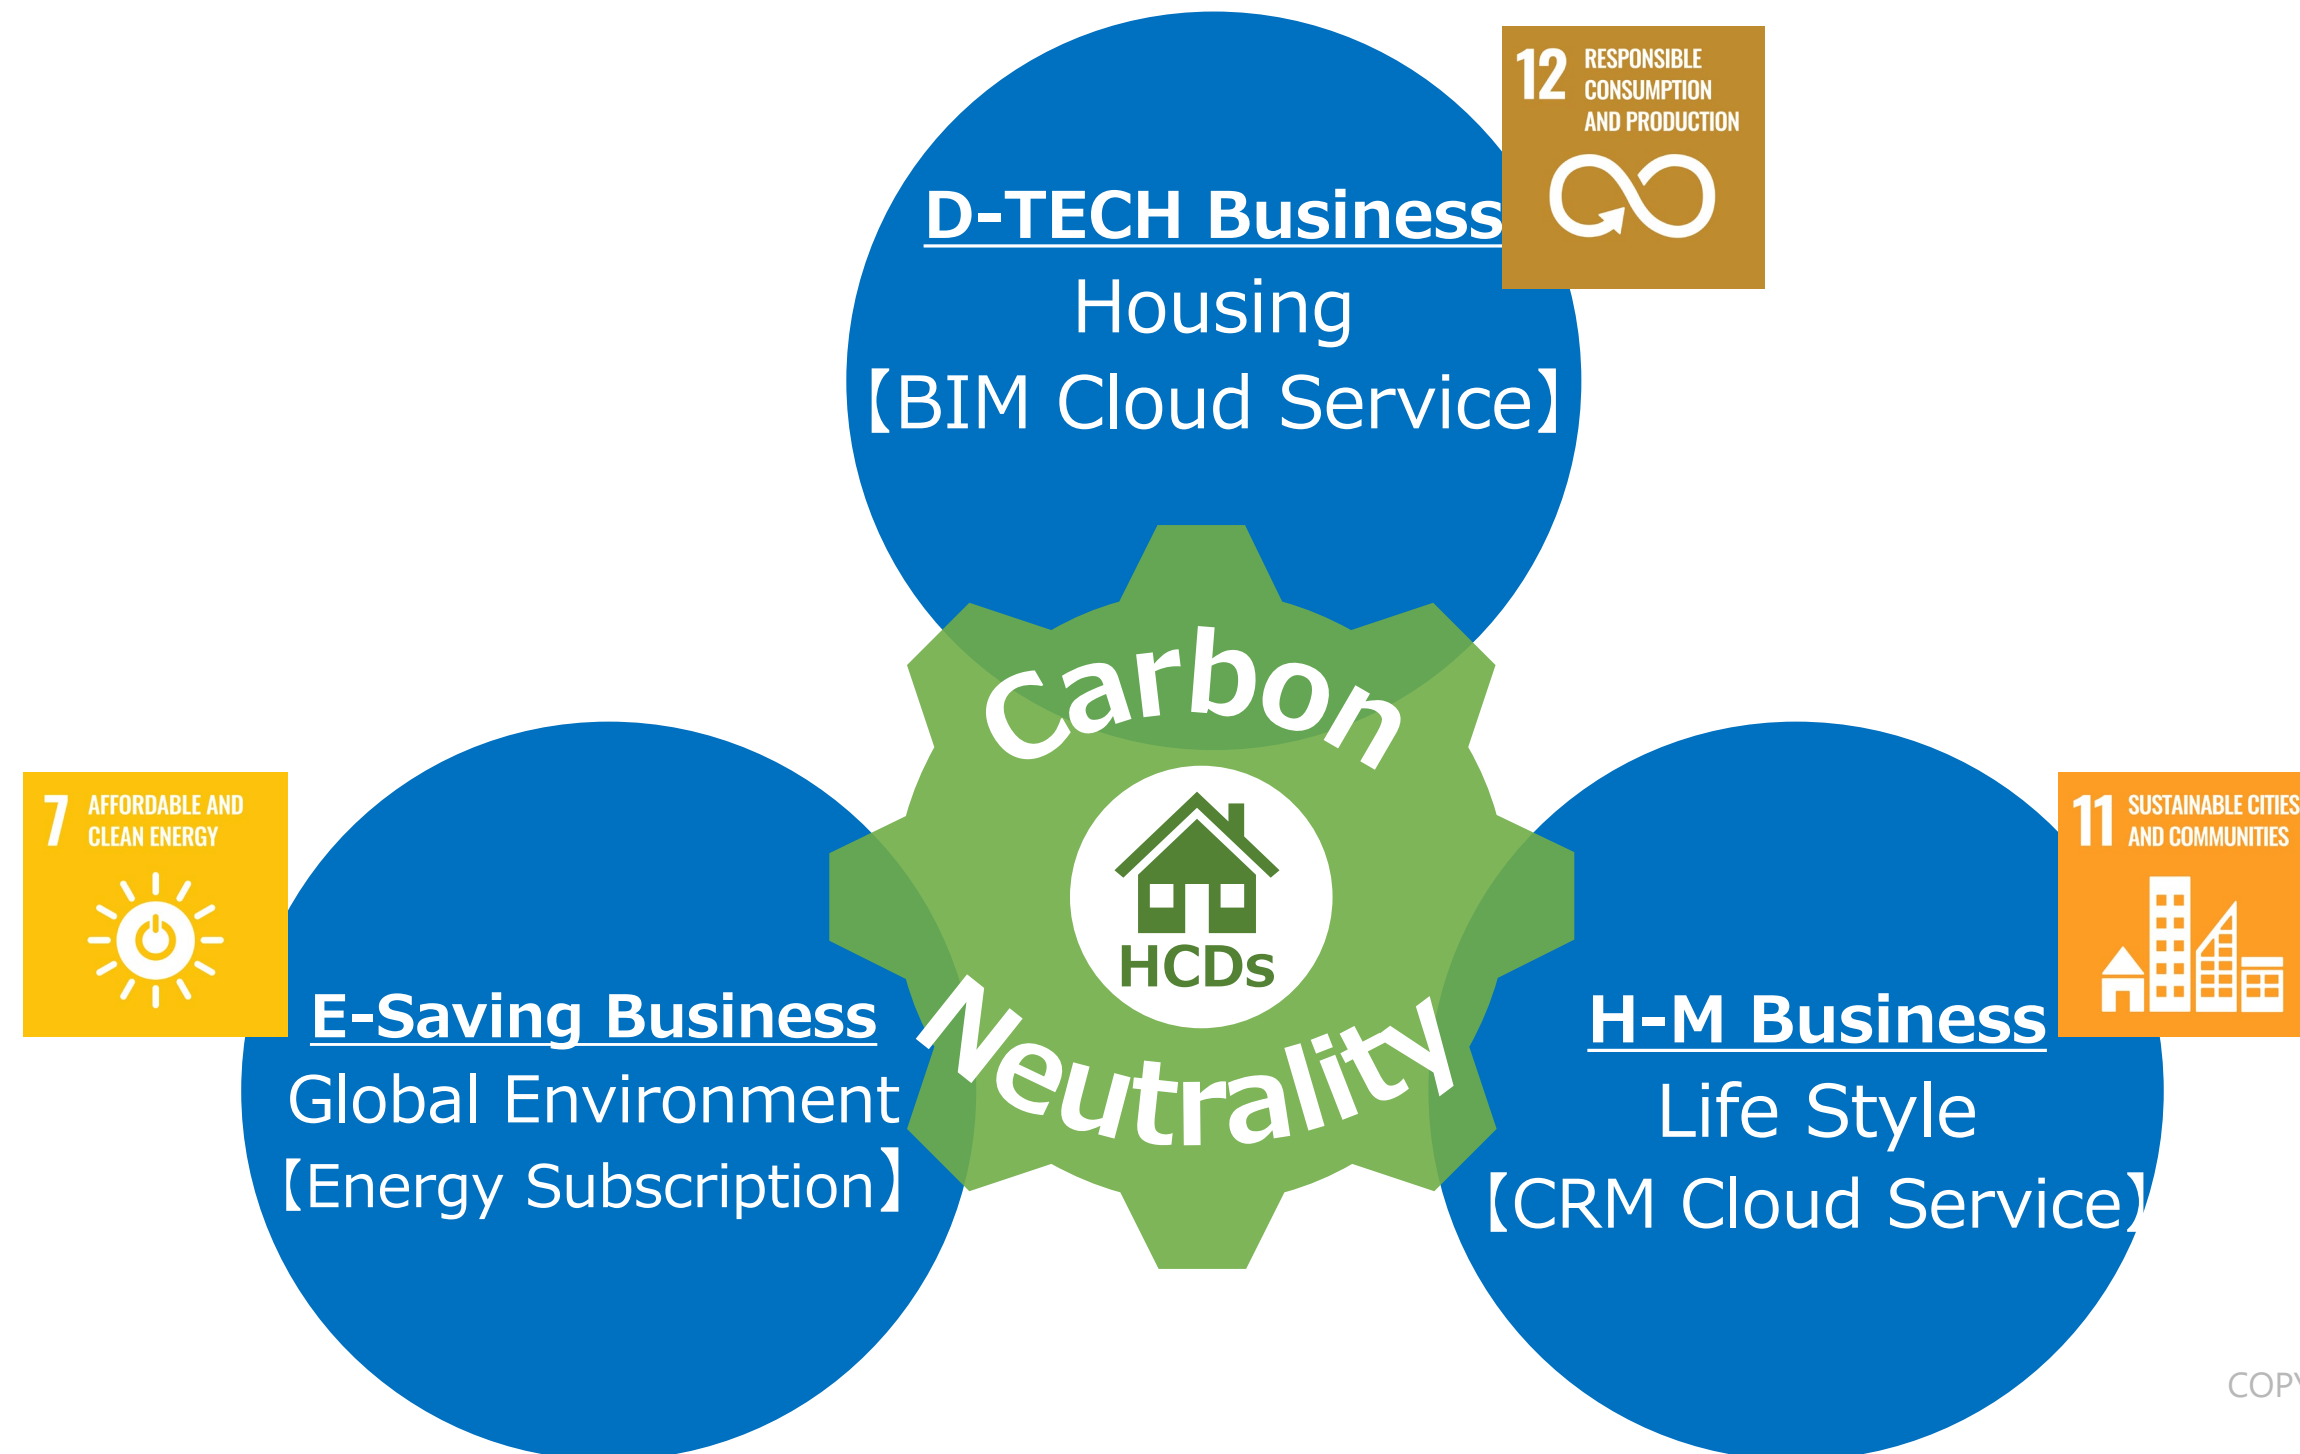 12 RESPONSIBLE
CONSUMPTION
AND PRODUCTION
D-TECH Business
Housing
【BIM Cloud Service】
Carbon
HCDs
Neutrality
7 AFFORDABLE AND
CLEAN ENERGY
E-Saving Business
Global Environment
【Energy Subscription】
11 SUSTAINABLE CITIES
AND COMMUNITIES
H-M Business
Life Style
【CRM Cloud Service】